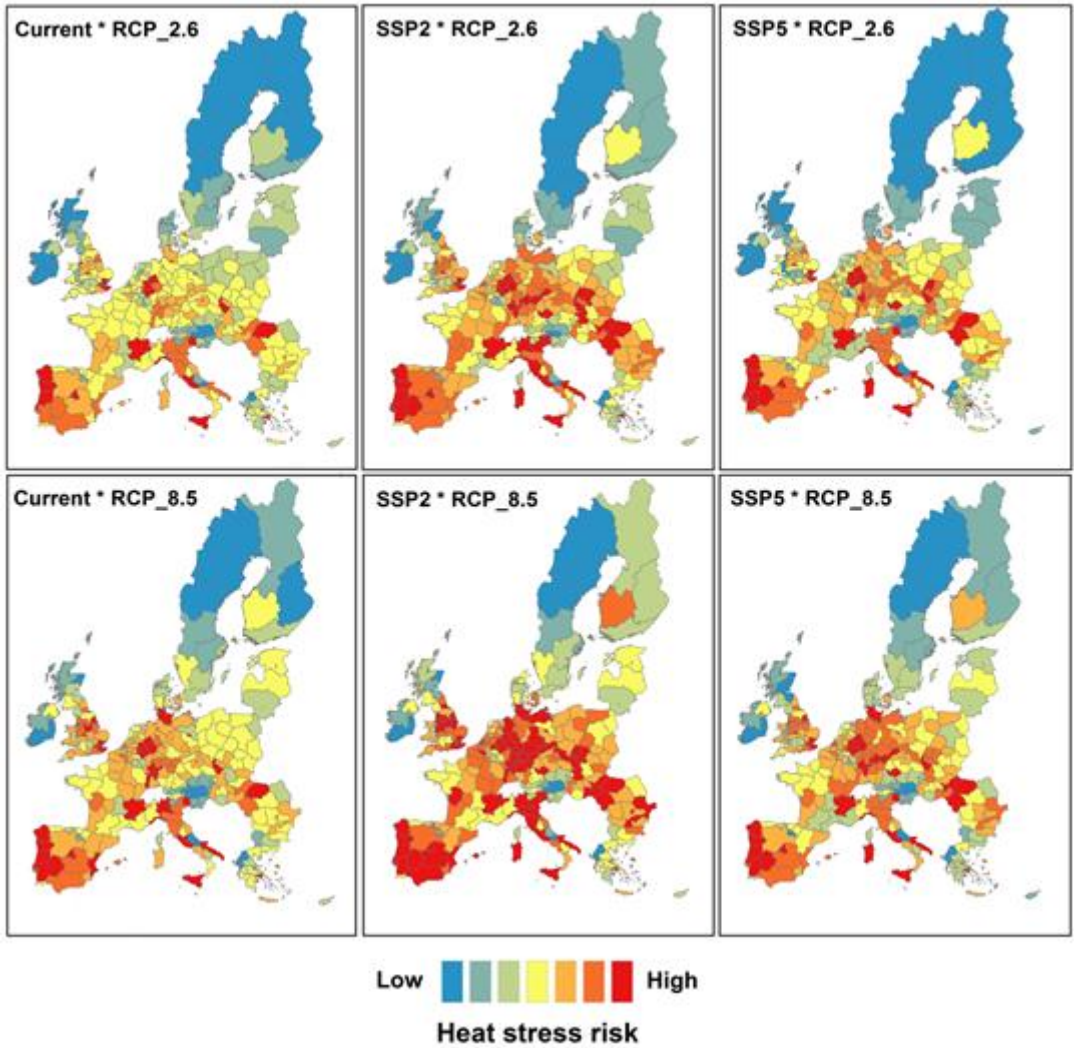 Current * RCP_2.6
SSP2 * RCP_2.6
SSP5 * RCP_2.6
Current * RCP_8.5
SSP2 * RCP_8.5
SSP5 * RCP_8.5
Low
High
Heat stress risk